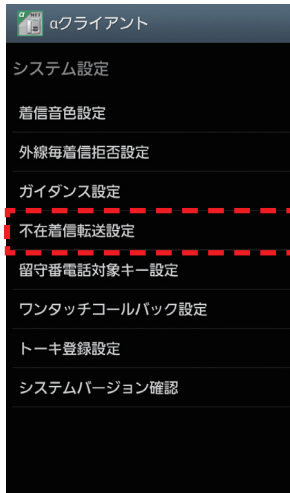 αクライアント
システム設定
着信音色設定
外線毎着信拒否設定
ガイダンス設定
不在着信転送設定
留守番電話対象キー設定
ワンタッチコールバック設定
トーキ登録設定
システムバージョン確認